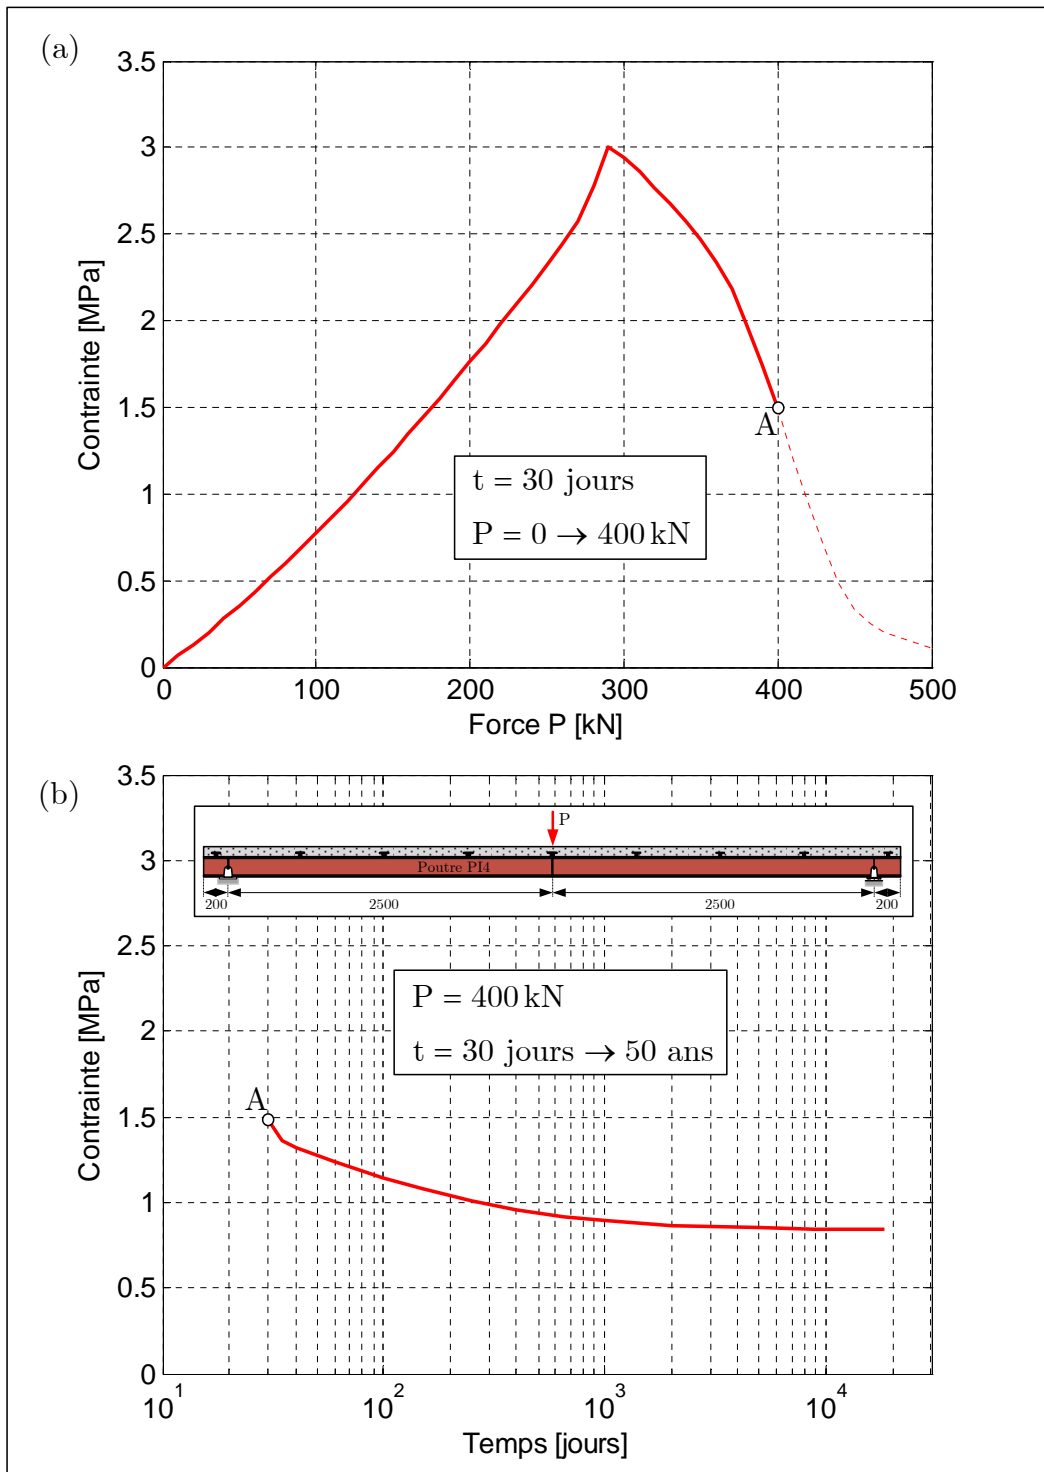 (a)
3.5
3
2.5
2
1.5
1
0.5
0
Contrainte [MPa]
A
t = 30 jours
P = 0 → 400 kN
0 100 200 300 400 500
Force P [kN]
(b)
3.5
3
2.5
2
1.5
1
0.5
0
Contrainte [MPa]
P
Poutre PI4
200 2500 2500 200
P = 400 kN
t = 30 jours → 50 ans
A
10^1 10^2 10^3 10^4
Temps [jours]